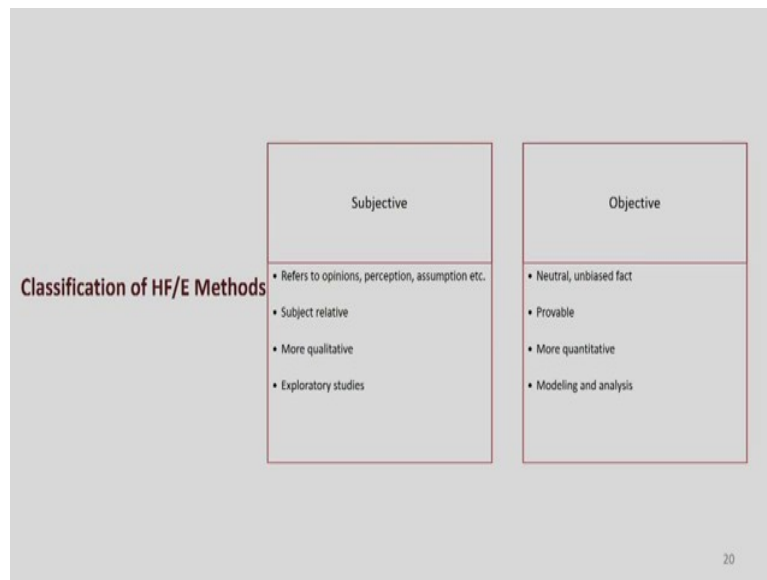 Classification of HF/E Methods
Subjective
• Refers to opinions, perception, assumption etc.
• Subject relative
• More qualitative
• Exploratory studies
Objective
• Neutral, unbiased fact
• Provable
• More quantitative
• Modeling and analysis
20